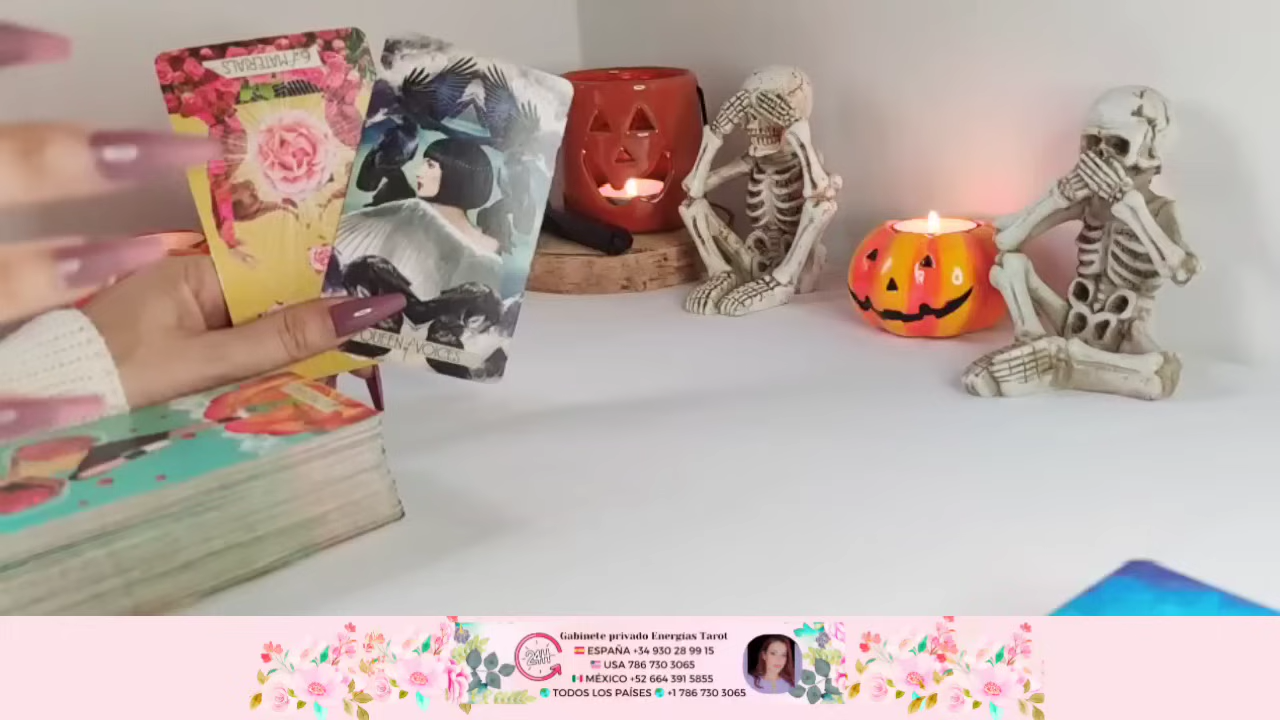 6 of MATERIALS
QUEEN of VOICES
24H
Gabinete privado Energías Tarot
ESPAÑA +34 930 28 99 15
USA 786 730 3065
MÉXICO +52 664 391 5855
TODOS LOS PAÍSES +1 786 730 3065